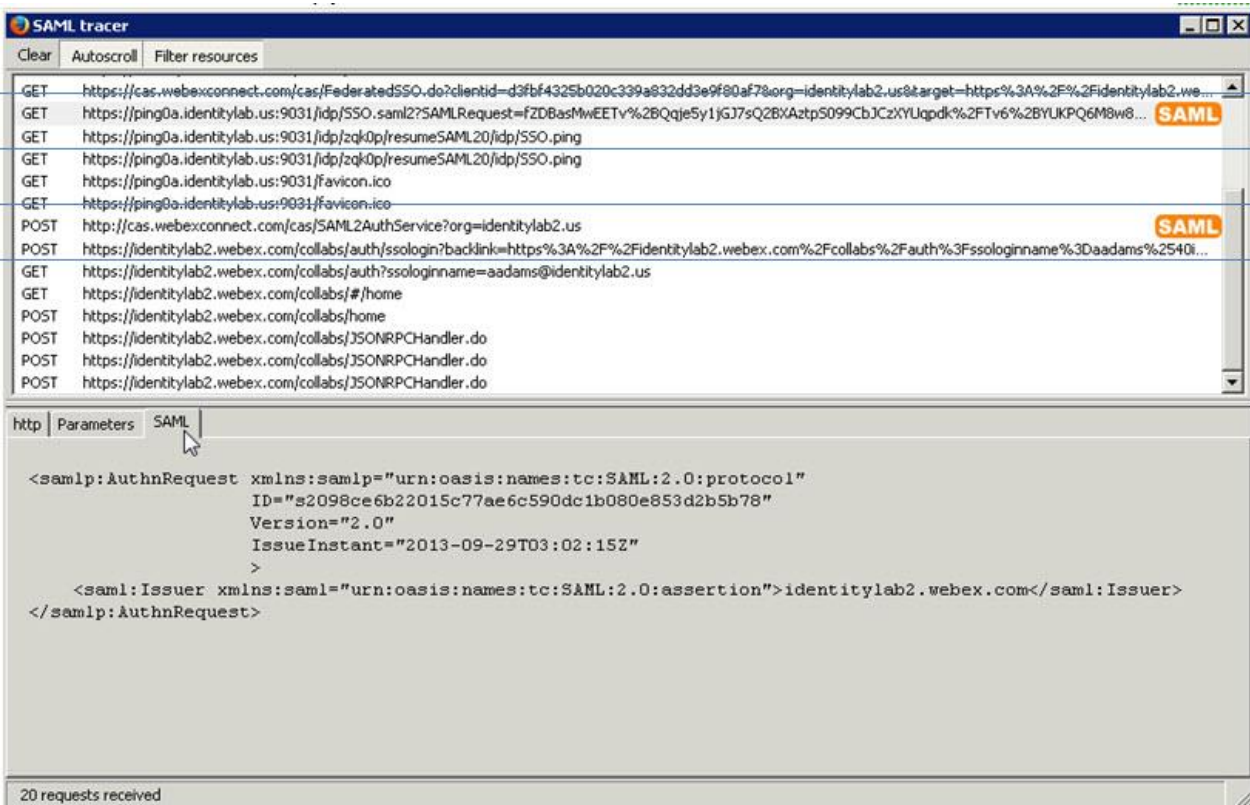 SAML tracer
Clear Autoscroll Filter resources
GET https://cas.webexconnect.com/cas/FederatedSSO.do?clientid=d3fbf4325b020c339a832dd3e9f80af7&org=identitylab2.us&target=https%3A%2F%2Fidentitylab2.we...
GET https://ping0a.identitylab.us:9031/idp/SSO.saml2?SAMLRequest=fZDBasMwEETv%2BQqje5y1jGJ7sQ2BXAztpS099CbJCzXYUqpdk%2FTv6%2BYUKPQ6M8w8... SAML
GET https://ping0a.identitylab.us:9031/idp/zqk0p/resumeSAML20/idp/SSO.ping
GET https://ping0a.identitylab.us:9031/idp/zqk0p/resumeSAML20/idp/SSO.ping
GET https://ping0a.identitylab.us:9031/favicon.ico
GET https://ping0a.identitylab.us:9031/favicon.ico
POST http://cas.webexconnect.com/cas/SAML2AuthService?org=identitylab2.us SAML
POST https://identitylab2.webex.com/collabs/auth/ssologin?backlink=https%3A%2F%2Fidentitylab2.webex.com%2Fcollabs%2Fauth%3Fssologinname%3Daadams%2540i...
GET https://identitylab2.webex.com/collabs/auth?ssologinname=aadams@identitylab2.us
GET https://identitylab2.webex.com/collabs/#/home
POST https://identitylab2.webex.com/collabs/home
POST https://identitylab2.webex.com/collabs/JSONRPCHandler.do
POST https://identitylab2.webex.com/collabs/JSONRPCHandler.do
POST https://identitylab2.webex.com/collabs/JSONRPCHandler.do
http Parameters SAML
<samlp:AuthnRequest xmlns:samlp="urn:oasis:names:tc:SAML:2.0:protocol"
ID="s2098ce6b22015c77ae6c590dc1b080e853d2b5b78"
Version="2.0"
IssueInstant="2013-09-29T03:02:15Z"
>
<saml:Issuer xmlns:saml="urn:oasis:names:tc:SAML:2.0:assertion">identitylab2.webex.com</saml:Issuer>
</samlp:AuthnRequest>
20 requests received